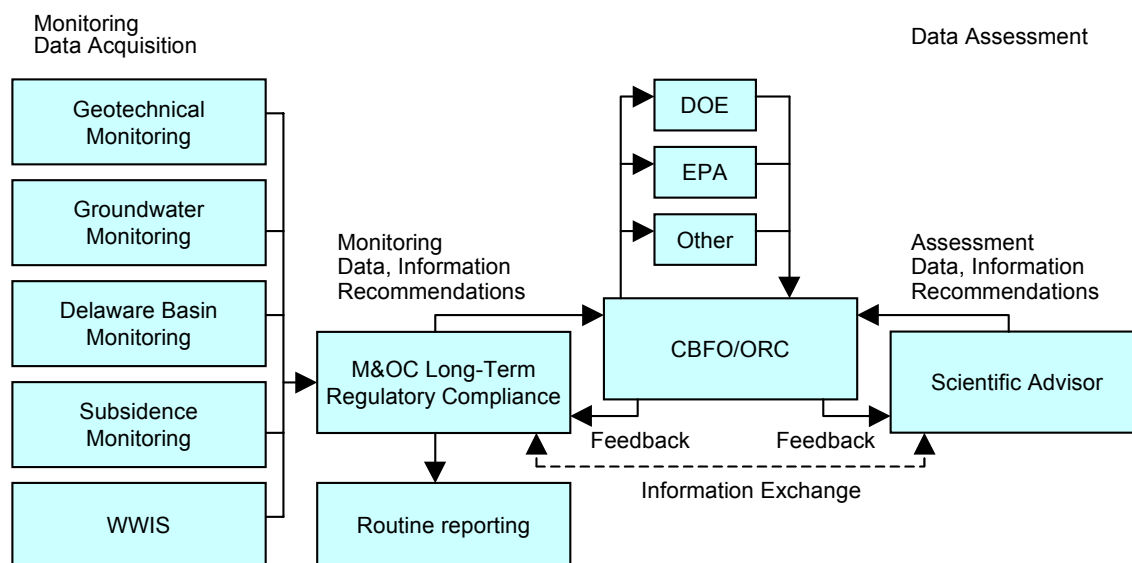 Monitoring
Data Acquisition
Data Assessment
Geotechnical
Monitoring
Groundwater
Monitoring
Delaware Basin
Monitoring
Subsidence
Monitoring
WWIS
Monitoring
Data, Information
Recommendations
M&OC Long-Term
Regulatory Compliance
Routine reporting
DOE
EPA
Other
CBFO/ORC
Feedback
Feedback
Information Exchange
Assessment
Data, Information
Recommendations
Scientific Advisor